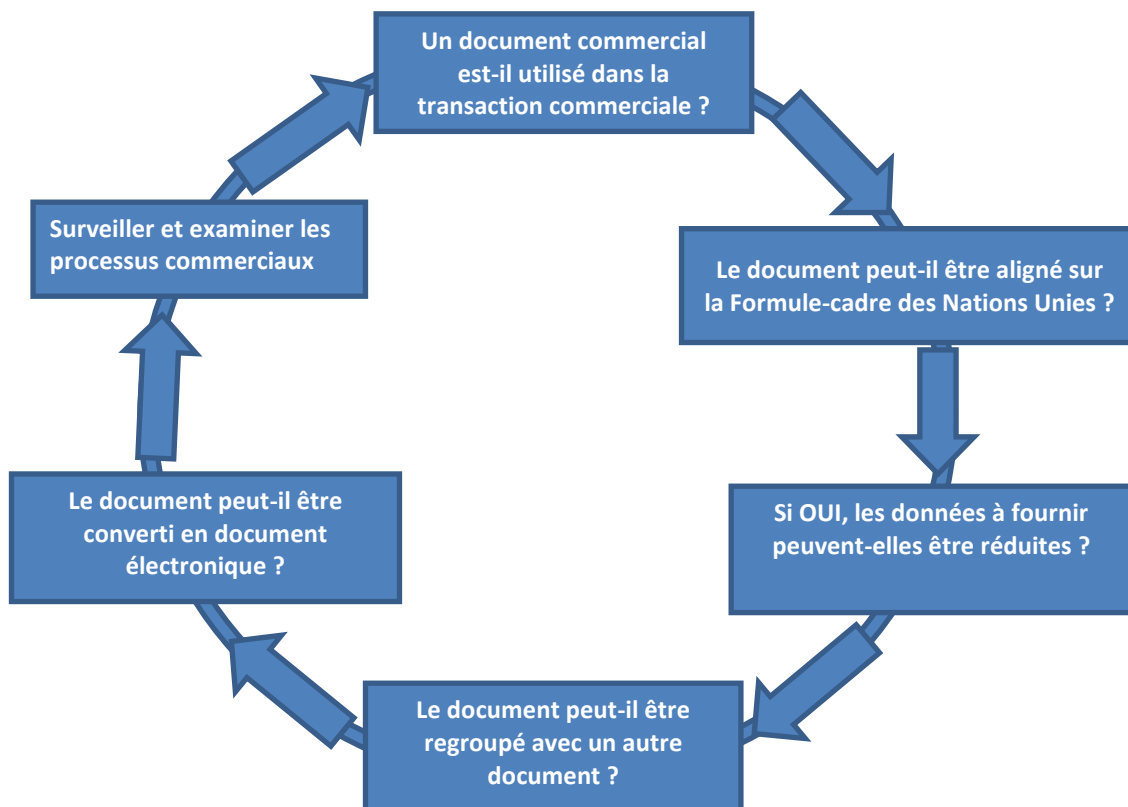 Un document commercial
est-il utilisé dans la
transaction commerciale ?
Le document peut-il être aligné sur
la Formule-cadre des Nations Unies ?
Si OUI, les données à fournir
peuvent-elles être réduites ?
Le document peut-il être
regroupé avec un autre
document ?
Le document peut-il être
converti en document
électronique ?
Surveiller et examiner les
processus commerciaux